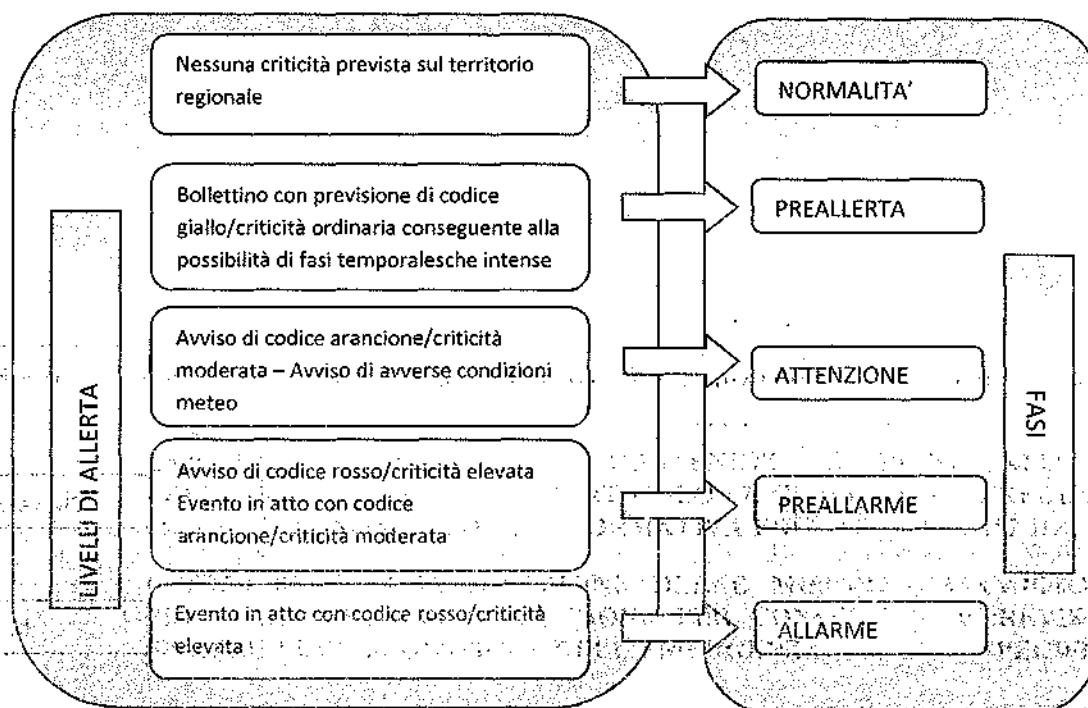 Nessuna criticità prevista sul territorio
regionale
NORMALITA'
Bollettino con previsione di codice
giallo/criticità ordinaria conseguente alla
possibilità di fasi temporalesche intense
PREALLERTA
Avviso di codice arancione/criticità
moderata – Avviso di avverse condizioni
meteo
ATTENZIONE
Avviso di codice rosso/criticità elevata
Evento in atto con codice
arancione/criticità moderata
PREALLARME
Evento in atto con codice rosso/criticità
elevata
ALLARME
LIVELLI DI ALLERTA
FASI